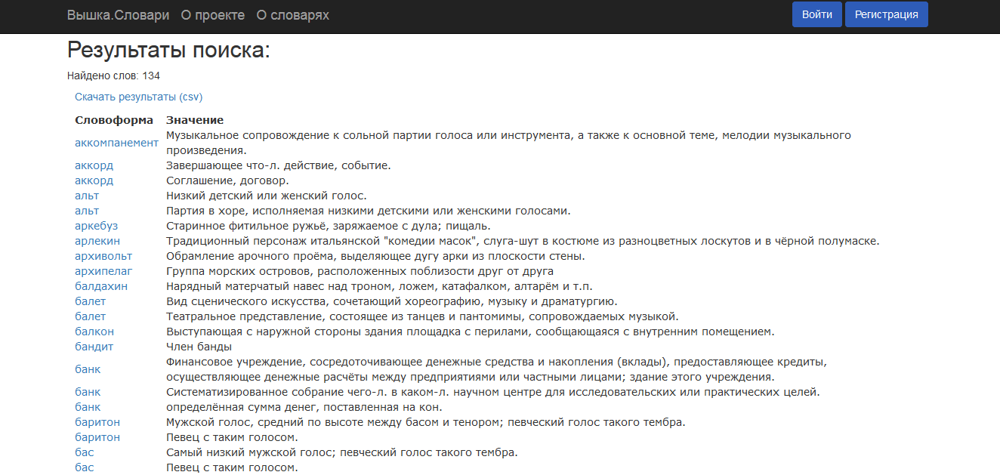 Вышка.Словари О проекте О словарях Войти Регистрация
Результаты поиска:
Найдено слов: 134
Скачать результаты (csv)
Словоформа Значение
аккомпанемент Музыкальное сопровождение к сольной партии голоса или инструмента, а также к основной теме, мелодии музыкального
произведения.
аккорд Завершающее что-л. действие, событие.
аккорд Соглашение, договор.
альт Низкий детский или женский голос.
альт Партия в хоре, исполняемая низкими детскими или женскими голосами.
аркебуз Старинное фитильное ружьё, заряжаемое с дула; пищаль.
арлекин Традиционный персонаж итальянской "комедии масок", слуга-шут в костюме из разноцветных лоскутов и в чёрной полумаске.
архивольт Обрамление арочного проёма, выделяющее дугу арки из плоскости стены.
архипелаг Группа морских островов, расположенных поблизости друг от друга
балдахин Нарядный матерчатый навес над троном, ложем, катафалком, алтарём и т.п.
балет Вид сценического искусства, сочетающий хореографию, музыку и драматургию.
балет Театральное представление, состоящее из танцев и пантомимы, сопровождаемых музыкой.
балкон Выступающая с наружной стороны здания площадка с перилами, сообщающаяся с внутренним помещением.
бандит Член банды
банк Финансовое учреждение, сосредоточивающее денежные средства и накопления (вклады), предоставляющее кредиты,
осуществляющее денежные расчёты между предприятиями или частными лицами; здание этого учреждения.
банк Систематизированное собрание чего-л. в каком-л. научном центре для исследовательских или практических целей.
банк определённая сумма денег, поставленная на кон.
баритон Мужской голос, средний по высоте между басом и тенором; певческий голос такого тембра.
баритон Певец с таким голосом.
бас Самый низкий мужской голос; певческий голос такого тембра.
бас Певец с таким голосом.